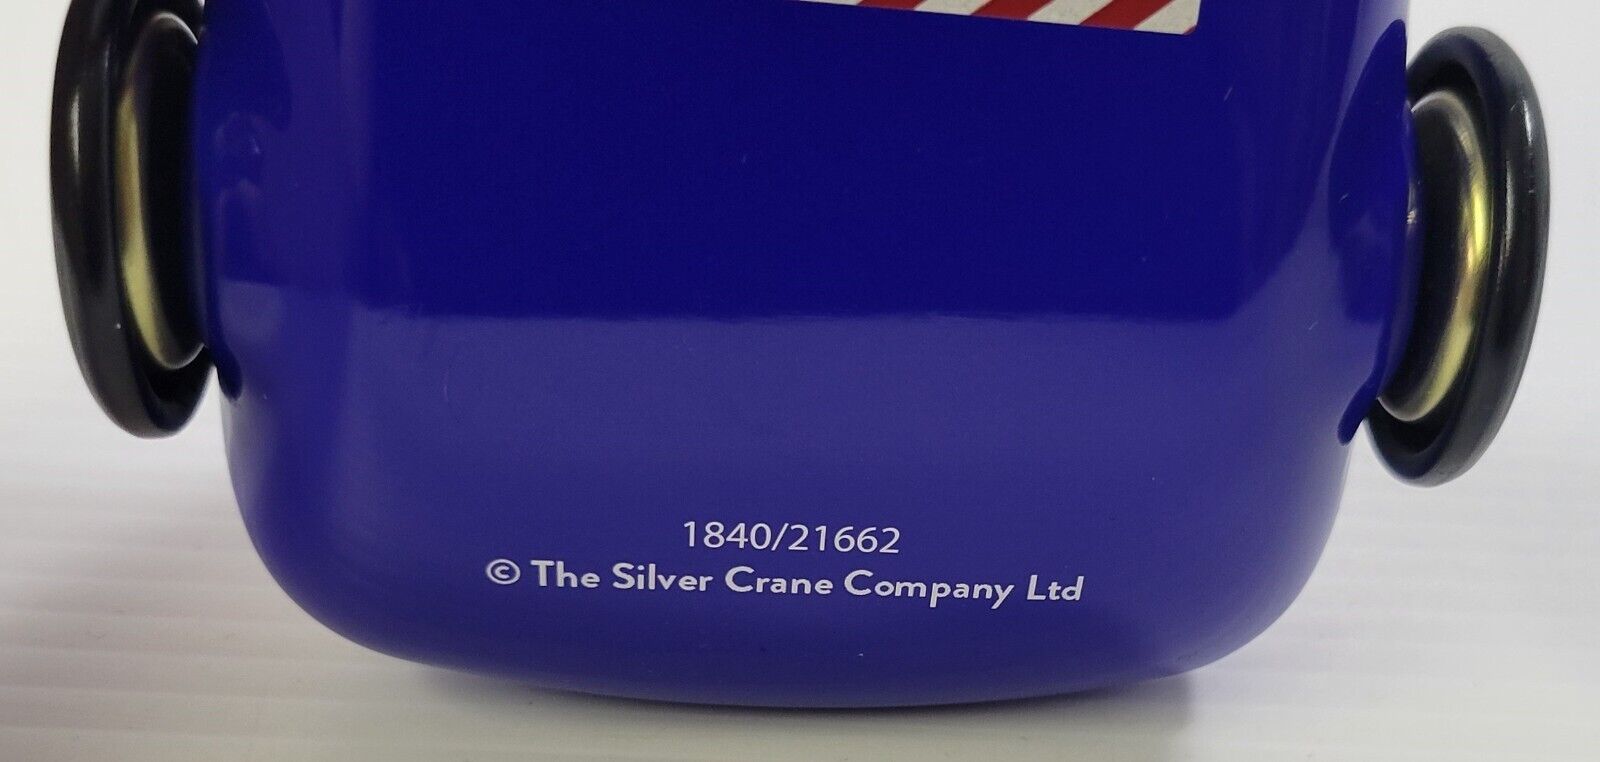 1840/21662
© The Silver Crane Company Ltd